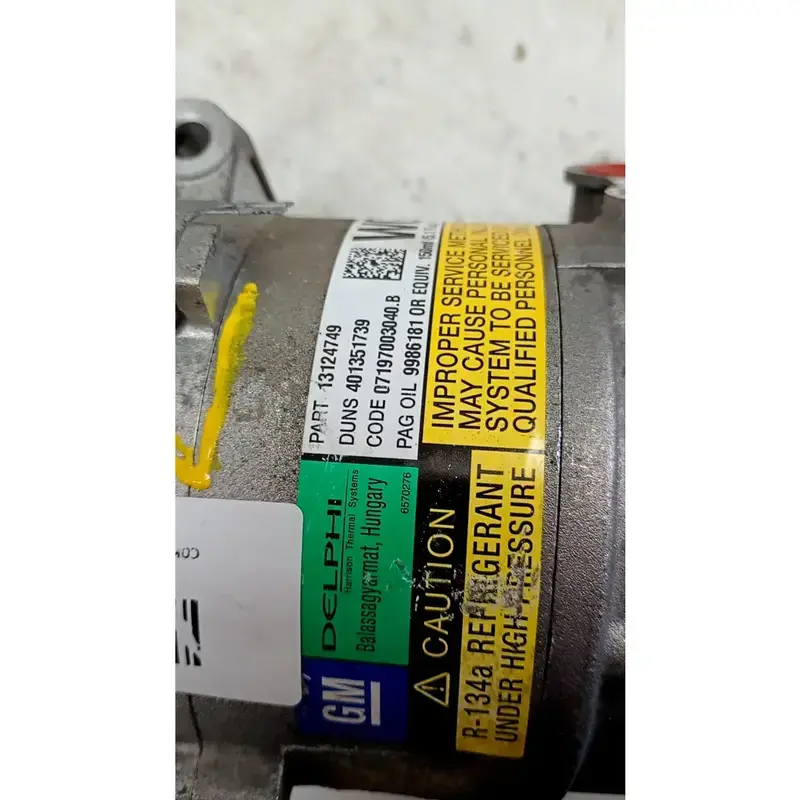 PART 13124749
DUNS 401351739
CODE 07197003040.B
PAG OIL 9986181 OR EQUIV. 150ml
IMPROPER SERVICE
MAY CAUSE PERSONAL
SYSTEM TO BE SERVICED
QUALIFIED PERSONNEL
GM
DELPHI
Harrison Thermal Systems
Balassagyarmat, Hungary
6570276
CAUTION
R-134a REFRIGERANT
UNDER HIGH PRESSURE